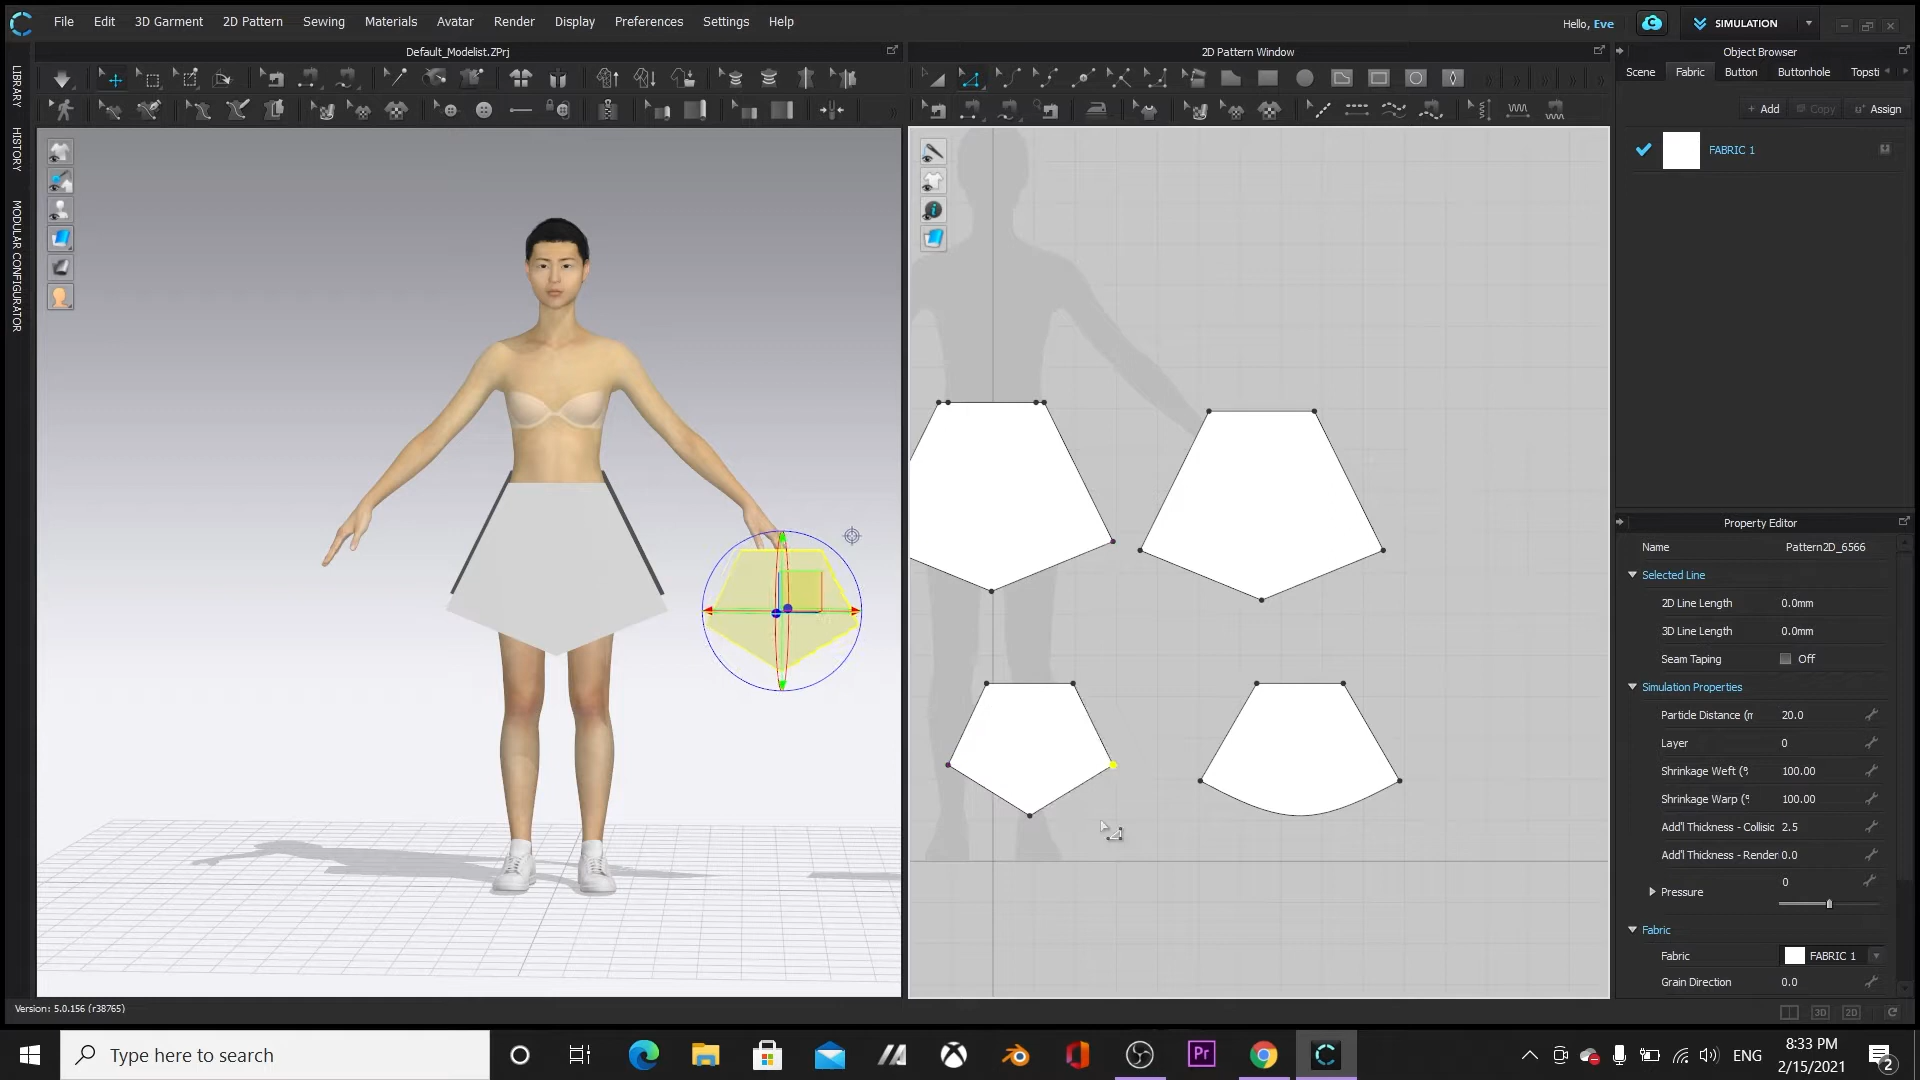 File Edit 3D Garment 2D Pattern Sewing Materials Avatar Render Display Preferences Settings Help
Hello, Eve
SIMULATION
Default_Modelist.ZPrj
2D Pattern Window
Object Browser
Scene Fabric Button Buttonhole Topsti
+ Add Copy Assign
FABRIC 1
LIBRARY
HISTORY
MODULAR CONFIGURATOR
Property Editor
Name Pattern2D_6566
Selected Line
2D Line Length 0.0mm
3D Line Length 0.0mm
Seam Taping Off
Simulation Properties
Particle Distance (m 20.0
Layer 0
Shrinkage Weft (% 100.00
Shrinkage Warp (% 100.00
Add'l Thickness - Collisic 2.5
Add'l Thickness - Render 0.0
Pressure 0
Fabric
Fabric FABRIC 1
Grain Direction 0.0
Version: 5.0.156 (r38765)
3D 2D
Type here to search
Pr
ENG
8:33 PM
2/15/2021
2